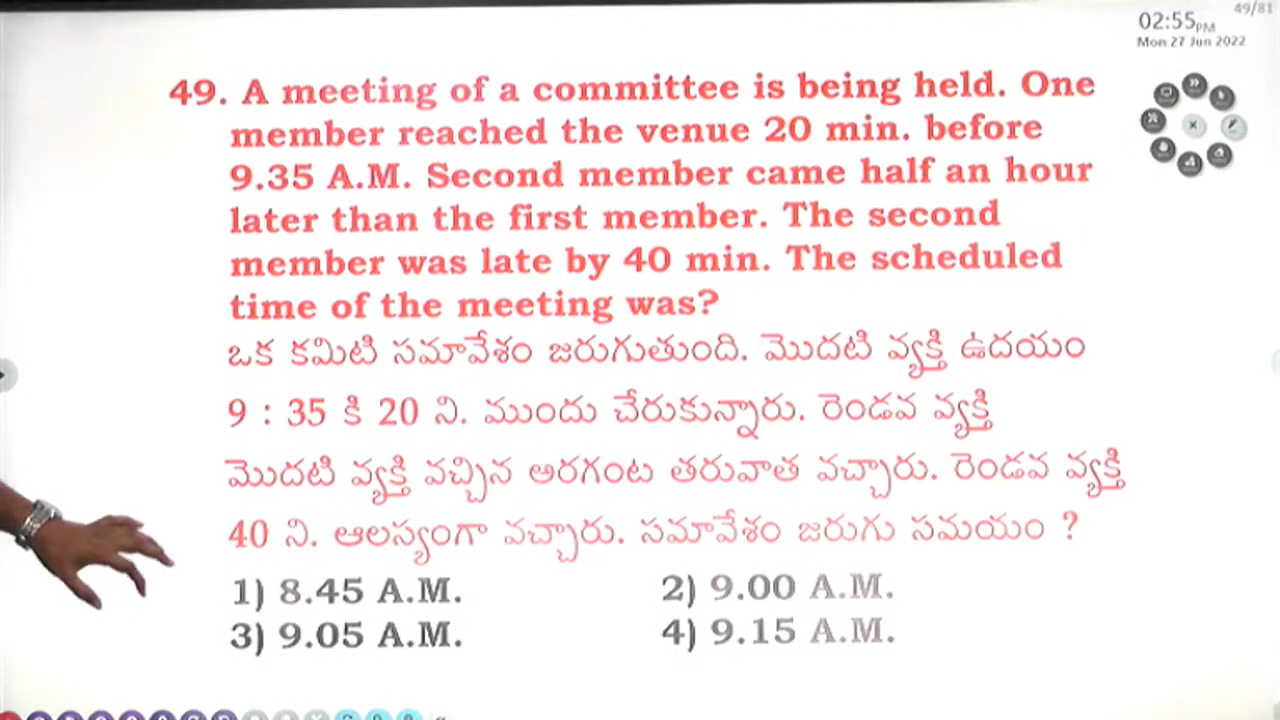 49/81
02:55PM
Mon 27 Jun 2022
49. A meeting of a committee is being held. One
member reached the venue 20 min. before
9.35 A.M. Second member came half an hour
later than the first member. The second
member was late by 40 min. The scheduled
time of the meeting was?
ఒక కమిటి సమావేశం జరుగుతుంది. మొదటి వ్యక్తి ఉదయం
9 : 35 కి 20 ని. ముందు చేరుకున్నారు. రెండవ వ్యక్తి
మొదటి వ్యక్తి వచ్చిన అరగంట తరువాత వచ్చారు. రెండవ వ్యక్తి
40 ని. ఆలస్యంగా వచ్చారు. సమావేశం జరుగు సమయం ?
1) 8.45 A.M. 2) 9.00 A.M.
3) 9.05 A.M. 4) 9.15 A.M.